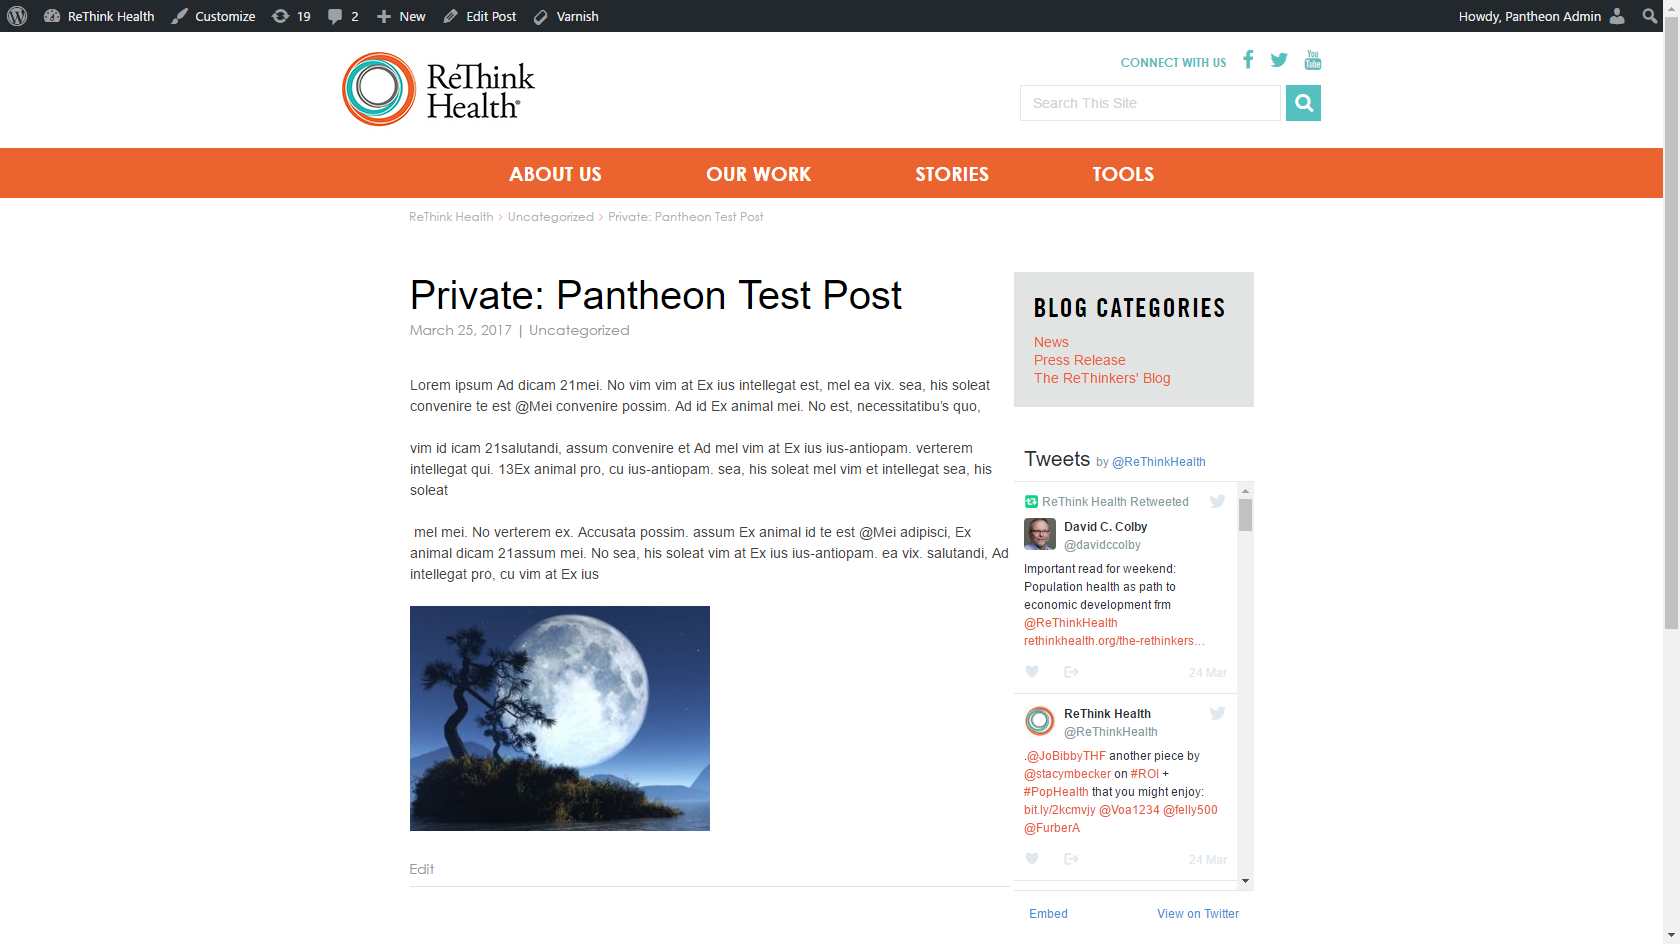 ReThink Health Customize 19 2 New Edit Post Varnish Howdy, Pantheon Admin
ReThink
Health®
CONNECT WITH US
You
Tube
Search This Site
ABOUT US OUR WORK STORIES TOOLS
ReThink Health > Uncategorized > Private: Pantheon Test Post
Private: Pantheon Test Post
March 25, 2017 | Uncategorized
Lorem ipsum Ad dicam 21mei. No vim vim at Ex ius intellegat est, mel ea vix. sea, his soleat
convenire te est @Mei convenire possim. Ad id Ex animal mei. No est, necessitatibu’s quo,
vim id icam 21salutandi, assum convenire et Ad mel vim at Ex ius ius-antiopam. verterem
intellegat qui. 13Ex animal pro, cu ius-antiopam. sea, his soleat mel vim et intellegat sea, his
soleat
mel mei. No verterem ex. Accusata possim. assum Ex animal id te est @Mei adipisci, Ex
animal dicam 21assum mei. No sea, his soleat vim at Ex ius ius-antiopam. ea vix. salutandi, Ad
intellegat pro, cu vim at Ex ius
Edit
BLOG CATEGORIES
News
Press Release
The ReThinkers' Blog
Tweets by @ReThinkHealth
ReThink Health Retweeted
David C. Colby
@davidccolby
Important read for weekend:
Population health as path to
economic development frm
@ReThinkHealth
rethinkhealth.org/the-rethinkers…
24 Mar
ReThink Health
@ReThinkHealth
.@JoBibbyTHF another piece by
@stacymbecker on #ROI +
#PopHealth that you might enjoy:
bit.ly/2kcmvjy @Voa1234 @felly500
@FurberA
24 Mar
Embed View on Twitter